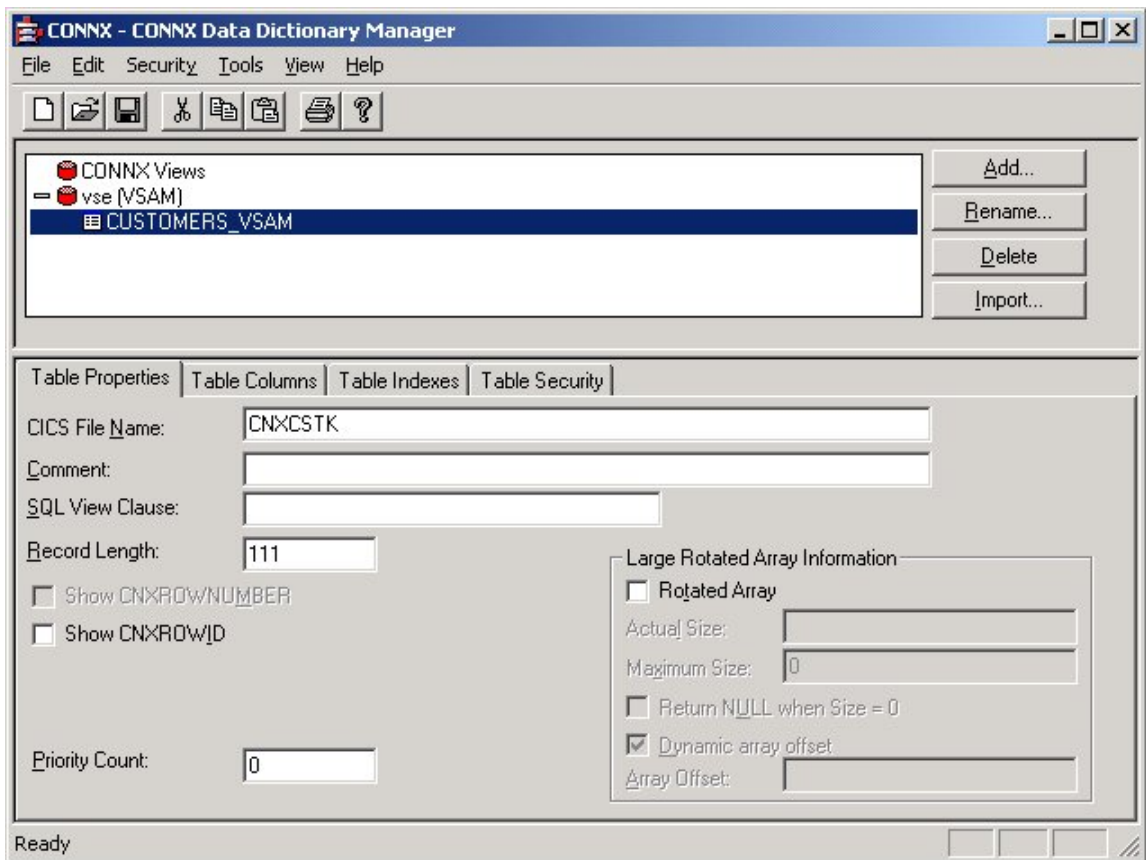 CONNX - CONNX Data Dictionary Manager
File Edit Security Tools View Help
CONNX Views
vse (VSAM)
CUSTOMERS_VSAM
Add...
Rename...
Delete
Import...
Table Properties Table Columns Table Indexes Table Security
CICS File Name: CNXCSTK
Comment:
SQL View Clause:
Record Length: 111
Show CNXROWNUMBER
Show CNXROWID
Priority Count: 0
Large Rotated Array Information
Rotated Array
Actual Size:
Maximum Size: 0
Return NULL when Size = 0
Dynamic array offset
Array Offset:
Ready